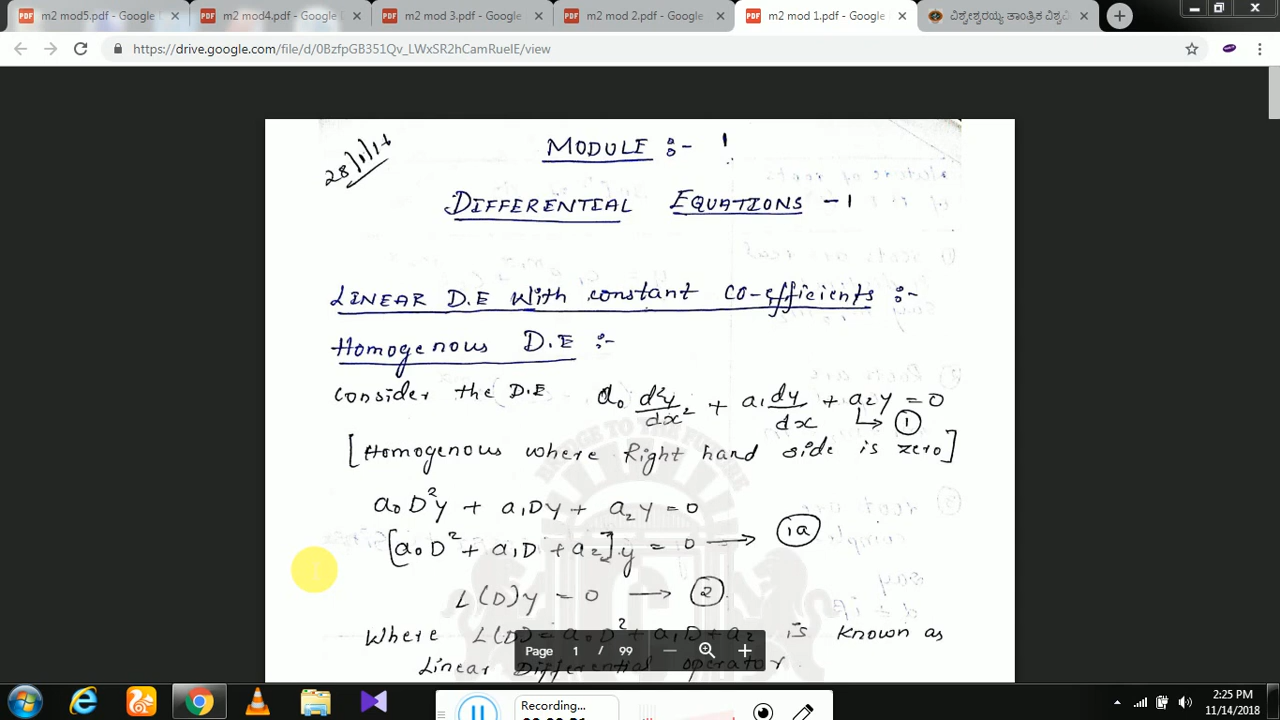 m2 mod5.pdf - Google
m2 mod4.pdf - Google
m2 mod 3.pdf - Google
m2 mod 2.pdf - Google
m2 mod 1.pdf - Google
ವಿಶ್ವೇಶ್ವರಯ್ಯ ತಾಂತ್ರಿಕ ವಿಶ್ವವಿ
https://drive.google.com/file/d/0BzfpGB351Qv_LWxSR2hCamRuelE/view
MODULE :- 1
DIFFERENTIAL EQUATIONS -1
LINEAR D.E With constant CO-efficients :-
Homogenous D.E :-
Consider the D.E a₀ d²y/dx² + a₁ dy/dx + a₂y = 0
→ ①
[Homogenous where Right hand side is zero]
a₀D²y + a₁Dy + a₂y = 0
[a₀D² + a₁D + a₂]y = 0 → (1a)
L(D)y = 0 → ②
Where L(D) = a₀D² + a₁D + a₂ is known as
Linear Differential operator.
Page 1 / 99
Recording...
2:25 PM
11/14/2018